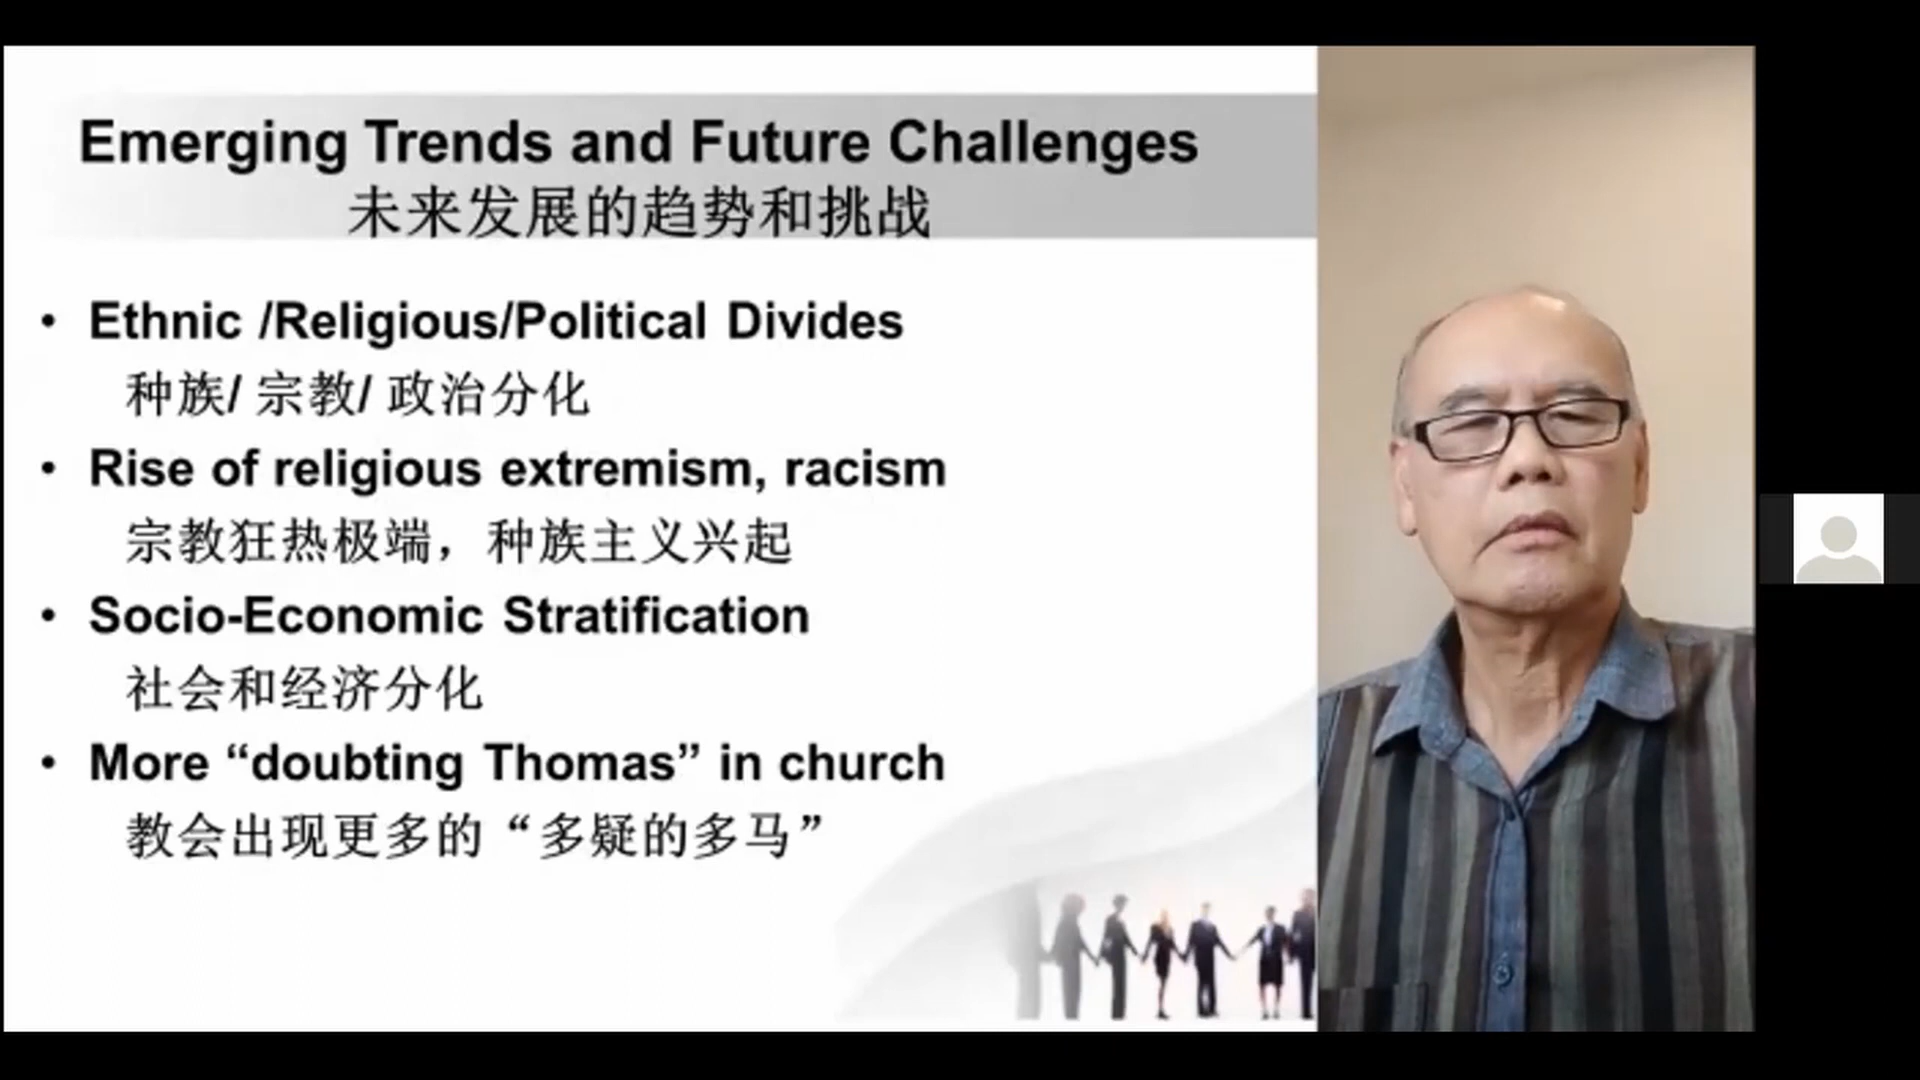 Emerging Trends and Future Challenges
未来发展的趋势和挑战
• Ethnic /Religious/Political Divides
种族/ 宗教/ 政治分化
• Rise of religious extremism, racism
宗教狂热极端，种族主义兴起
• Socio-Economic Stratification
社会和经济分化
• More “doubting Thomas” in church
教会出现更多的“多疑的多马”